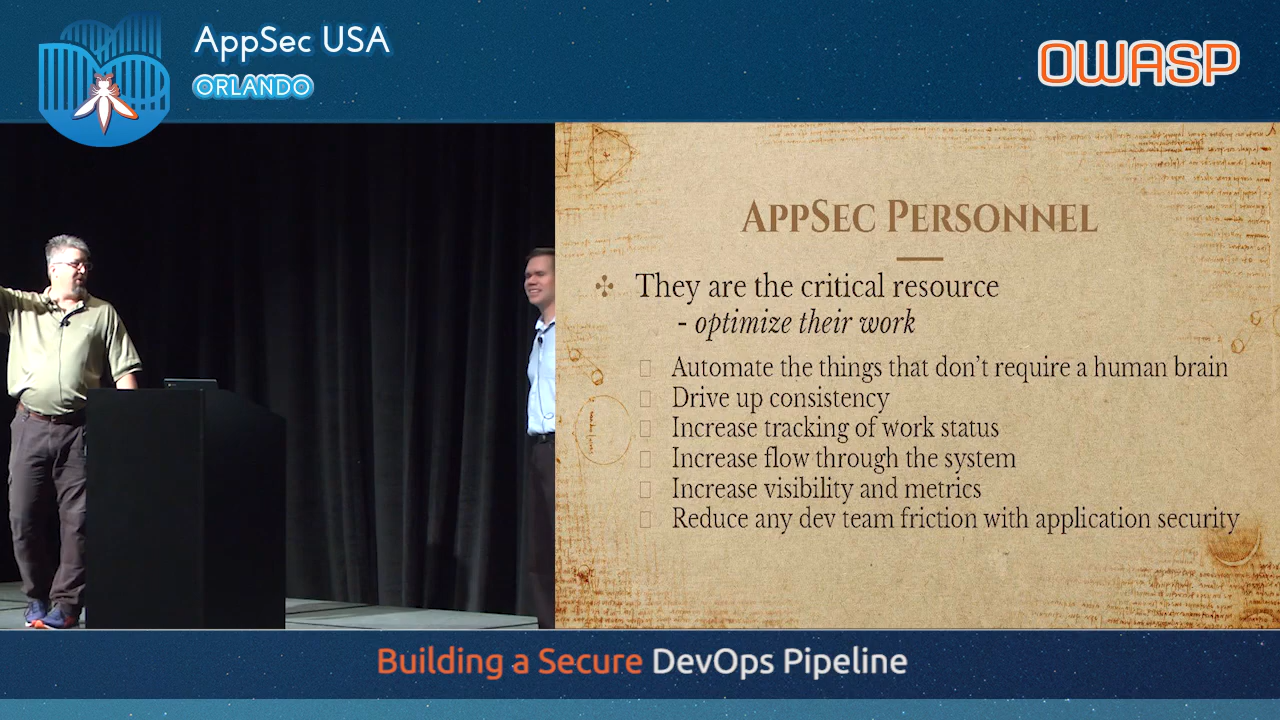 AppSec USA
ORLANDO
OWASP
AppSec Personnel
They are the critical resource
- optimize their work
Automate the things that don’t require a human brain
Drive up consistency
Increase tracking of work status
Increase flow through the system
Increase visibility and metrics
Reduce any dev team friction with application security
Building a Secure DevOps Pipeline